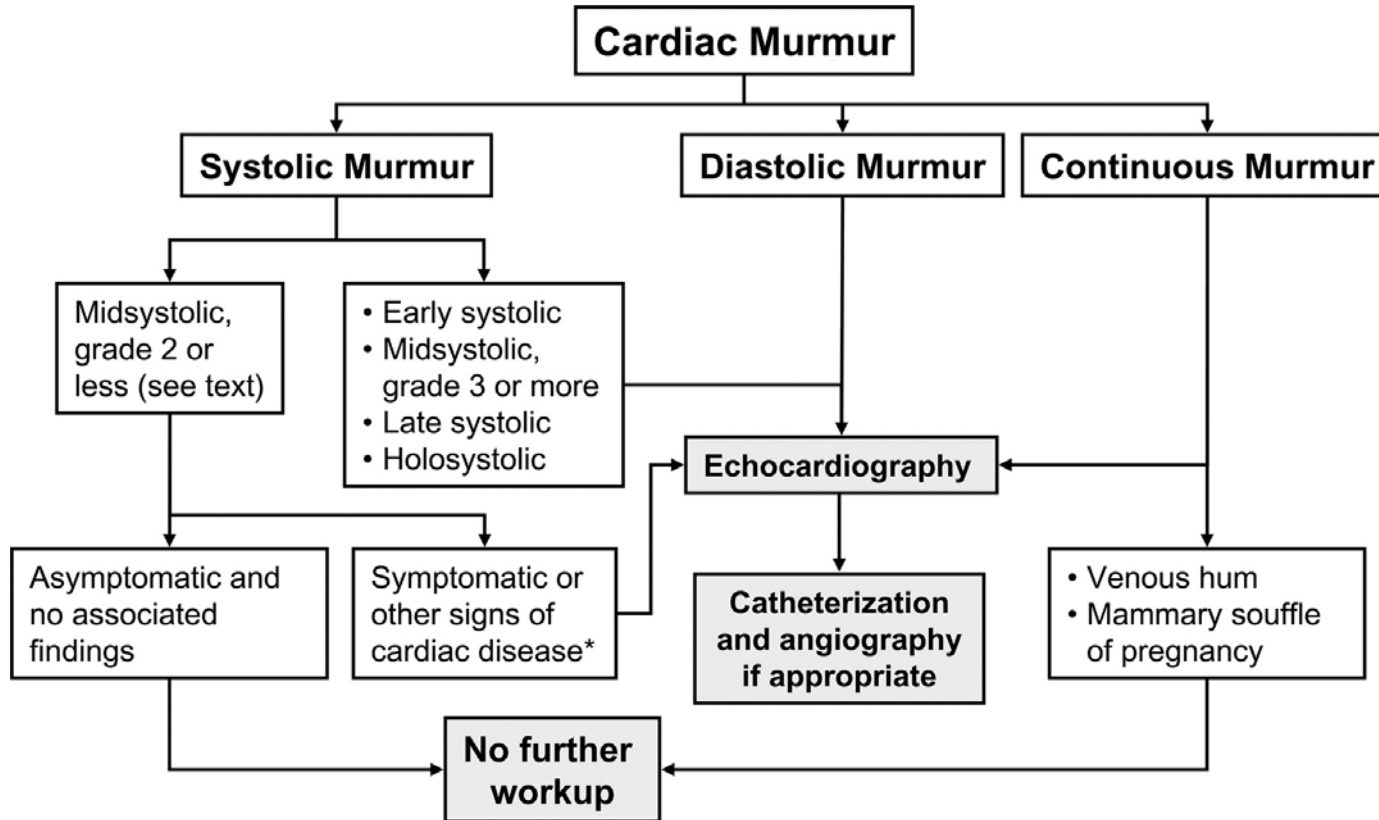 Cardiac Murmur
Systolic Murmur
Diastolic Murmur
Continuous Murmur
Midsystolic,
grade 2 or
less (see text)
• Early systolic
• Midsystolic,
grade 3 or more
• Late systolic
• Holosystolic
Echocardiography
Asymptomatic and
no associated
findings
Symptomatic or
other signs of
cardiac disease*
Catheterization
and angiography
if appropriate
• Venous hum
• Mammary souffle
of pregnancy
No further
workup